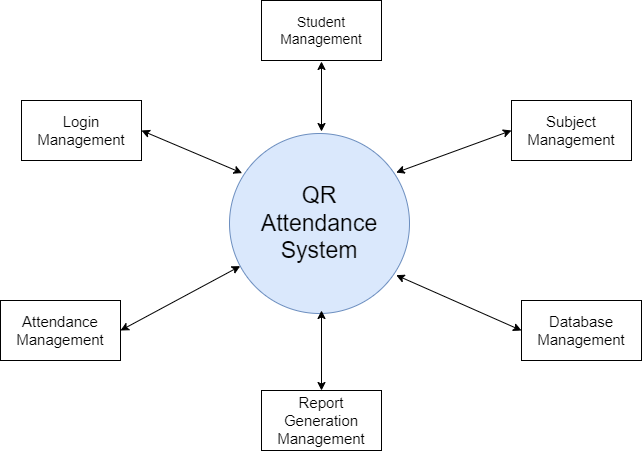 Student
Management
Login
Management
Subject
Management
QR
Attendance
System
Attendance
Management
Database
Management
Report
Generation
Management